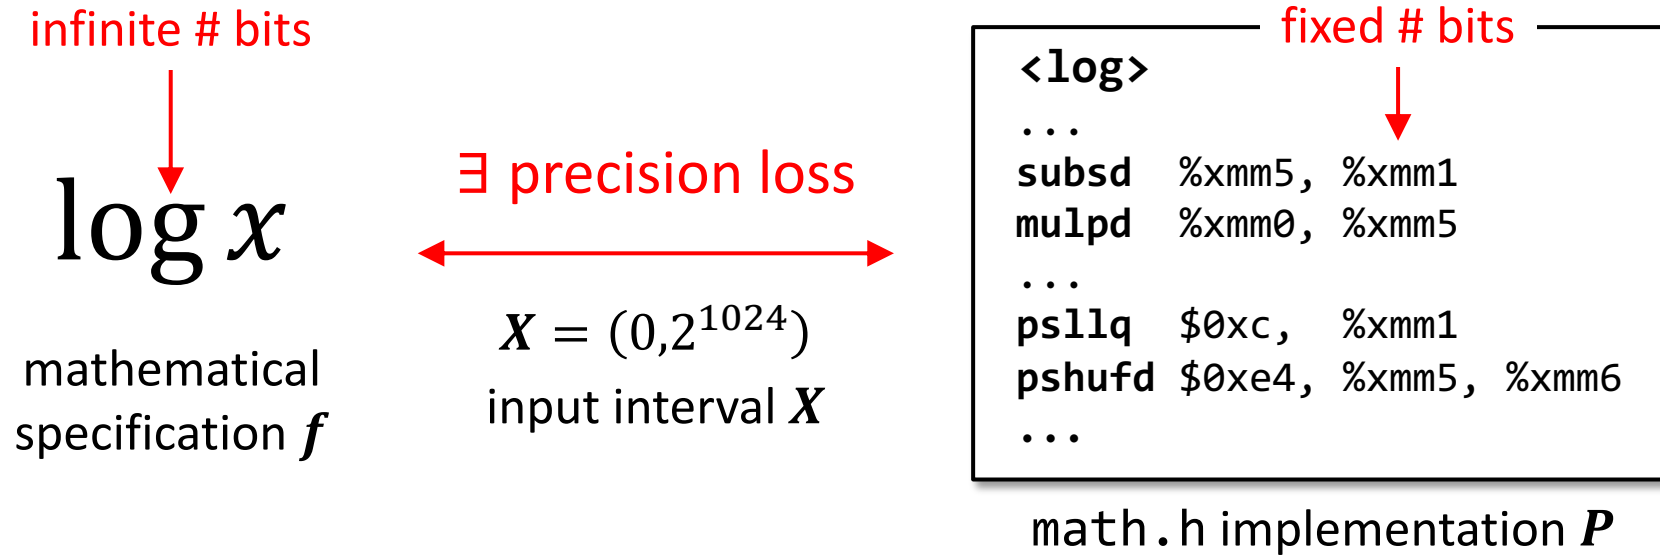 infinite # bits
log x
mathematical
specification f
∃ precision loss
X = (0,2^1024)
input interval X
fixed # bits
<log>
...
subsd %xmm5, %xmm1
mulpd %xmm0, %xmm5
...
psllq $0xc, %xmm1
pshufd $0xe4, %xmm5, %xmm6
...
math.h implementation P